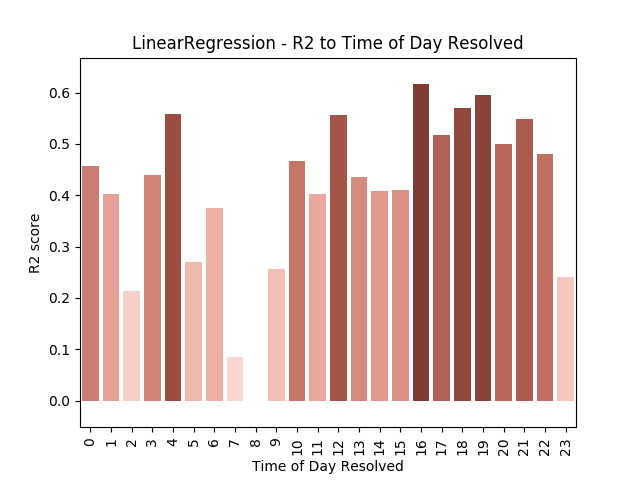 LinearRegression - R2 to Time of Day Resolved
R2 score
0.6
0.5
0.4
0.3
0.2
0.1
0.0
0 1 2 3 4 5 6 7 8 9 10 11 12 13 14 15 16 17 18 19 20 21 22 23
Time of Day Resolved